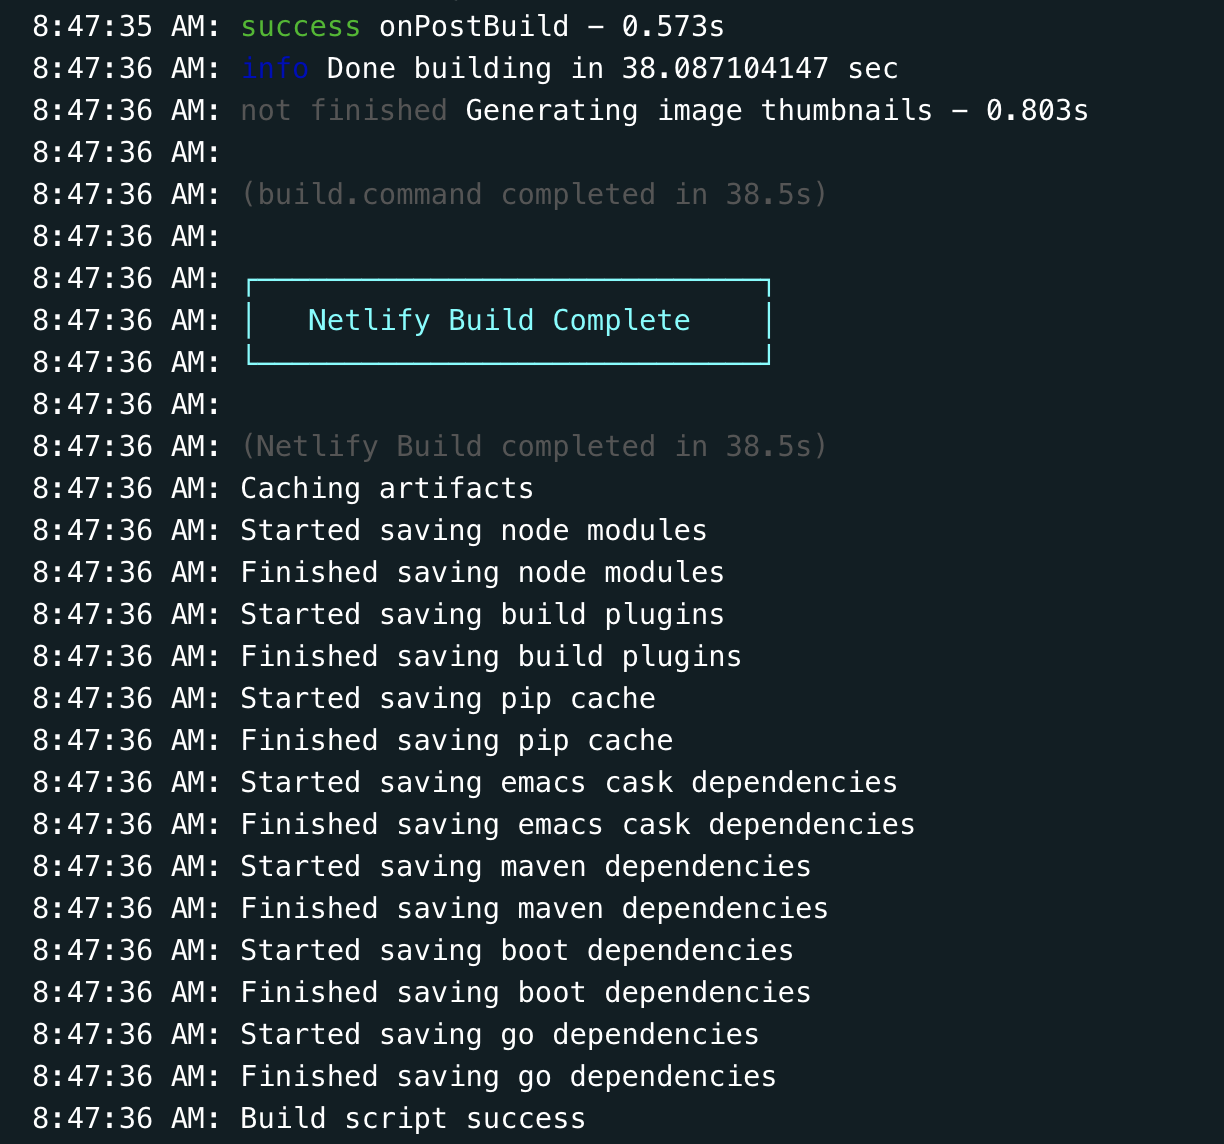 8:47:35 AM: success onPostBuild - 0.573s
8:47:36 AM: info Done building in 38.087104147 sec
8:47:36 AM: not finished Generating image thumbnails - 0.803s
8:47:36 AM:
8:47:36 AM: (build.command completed in 38.5s)
8:47:36 AM:
8:47:36 AM:
8:47:36 AM: Netlify Build Complete
8:47:36 AM:
8:47:36 AM:
8:47:36 AM: (Netlify Build completed in 38.5s)
8:47:36 AM: Caching artifacts
8:47:36 AM: Started saving node modules
8:47:36 AM: Finished saving node modules
8:47:36 AM: Started saving build plugins
8:47:36 AM: Finished saving build plugins
8:47:36 AM: Started saving pip cache
8:47:36 AM: Finished saving pip cache
8:47:36 AM: Started saving emacs cask dependencies
8:47:36 AM: Finished saving emacs cask dependencies
8:47:36 AM: Started saving maven dependencies
8:47:36 AM: Finished saving maven dependencies
8:47:36 AM: Started saving boot dependencies
8:47:36 AM: Finished saving boot dependencies
8:47:36 AM: Started saving go dependencies
8:47:36 AM: Finished saving go dependencies
8:47:36 AM: Build script success